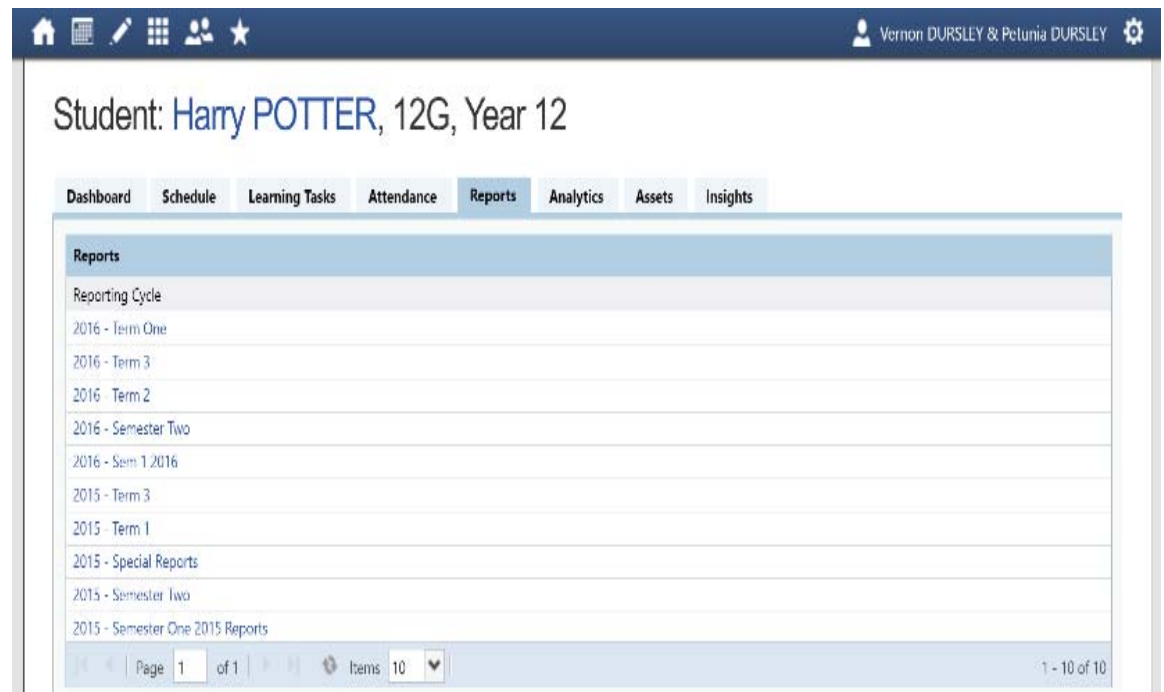 Vernon DURSLEY & Petunia DURSLEY
Student: Harry POTTER, 12G, Year 12
Dashboard Schedule Learning Tasks Attendance Reports Analytics Assets Insights
Reports
Reporting Cycle
2016 - Term One
2016 - Term 3
2016 - Term 2
2016 - Semester Two
2016 - Sem 1 2016
2015 - Term 3
2015 - Term 1
2015 - Special Reports
2015 - Semester Two
2015 - Semester One 2015 Reports
Page 1 of 1 Items 10 1 - 10 of 10